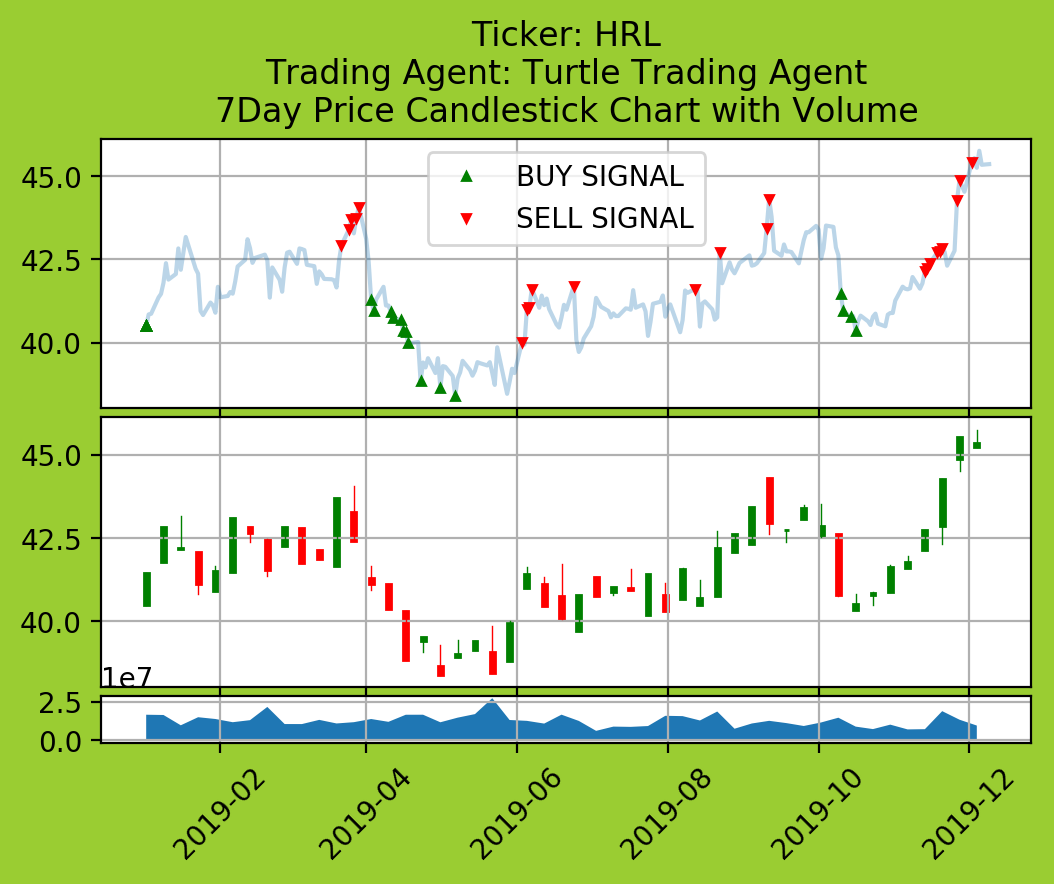 Ticker: HRL
Trading Agent: Turtle Trading Agent
7Day Price Candlestick Chart with Volume
45.0
42.5
40.0
BUY SIGNAL
SELL SIGNAL
45.0
42.5
40.0
1e7
2.5
0.0
2019-02
2019-04
2019-06
2019-08
2019-10
2019-12